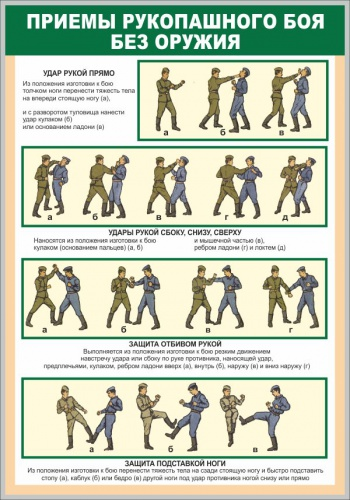 ПРИЕМЫ РУКОПАШНОГО БОЯ
БЕЗ ОРУЖИЯ
УДАР РУКОЙ ПРЯМО
Из положения изготовки к бою
толчком ноги перенести тяжесть тела
на впереди стоящую ногу (а),
и с разворотом туловища нанести
удар кулаком (б)
или основанием ладони (в)
а б в
а б в г д
УДАРЫ РУКОЙ СБОКУ, СНИЗУ, СВЕРХУ
Наносятся из положения изготовки к бою
кулаком (основанием пальцев) (а, б)
и мышечной частью (в),
ребром ладони (г) и локтем (д)
а б в г
ЗАЩИТА ОТБИВОМ РУКОЙ
Выполняется из положения изготовки к бою резким движением
навстречу удара или сбоку по руке противника, наносящей удар,
предплечьями, кулаком, ребром ладони вверх (а), внутрь (б), наружу (в) и вниз наружу (г)
а б в
ЗАЩИТА ПОДСТАВКОЙ НОГИ
Из положения изготовки к бою перенести тяжесть тела на сзади стоящую ногу и быстро подставить
стопу (а), каблук (б) или бедро (в) другой ноги под удар противника ногой снизу или прямо